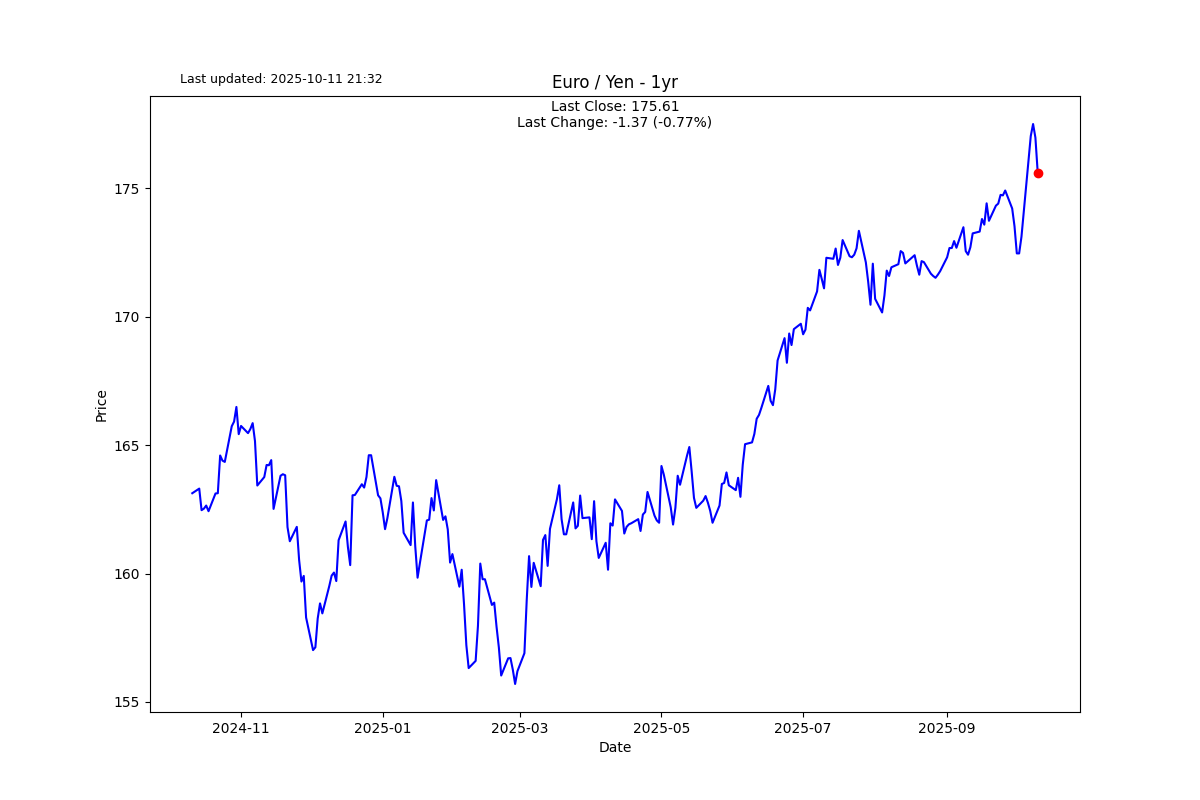 Last updated: 2025-10-11 21:32
Euro / Yen - 1yr
Last Close: 175.61
Last Change: -1.37 (-0.77%)
175
170
165
160
155
Price
2024-11
2025-01
2025-03
2025-05
2025-07
2025-09
Date